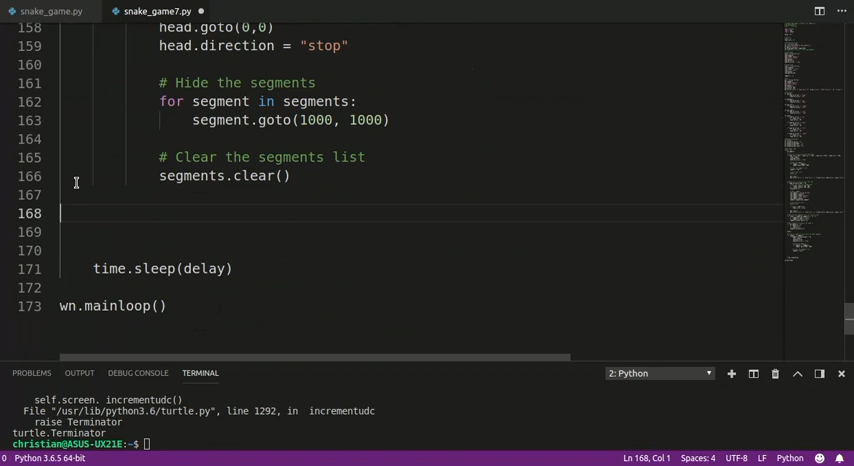 snake_game.py snake_game7.py
158 head.goto(0,0)
159 head.direction = "stop"
160
161 # Hide the segments
162 for segment in segments:
163 segment.goto(1000, 1000)
164
165 # Clear the segments list
166 segments.clear()
167
168
169
170
171 time.sleep(delay)
172
173 wn.mainloop()
PROBLEMS OUTPUT DEBUG CONSOLE TERMINAL 2: Python
self.screen. incrementudc()
File "/usr/lib/python3.6/turtle.py", line 1292, in incrementudc
raise Terminator
turtle.Terminator
christian@ASUS-UX21E:~$
0 Python 3.6.5 64-bit Ln 168, Col 1 Spaces: 4 UTF-8 LF Python